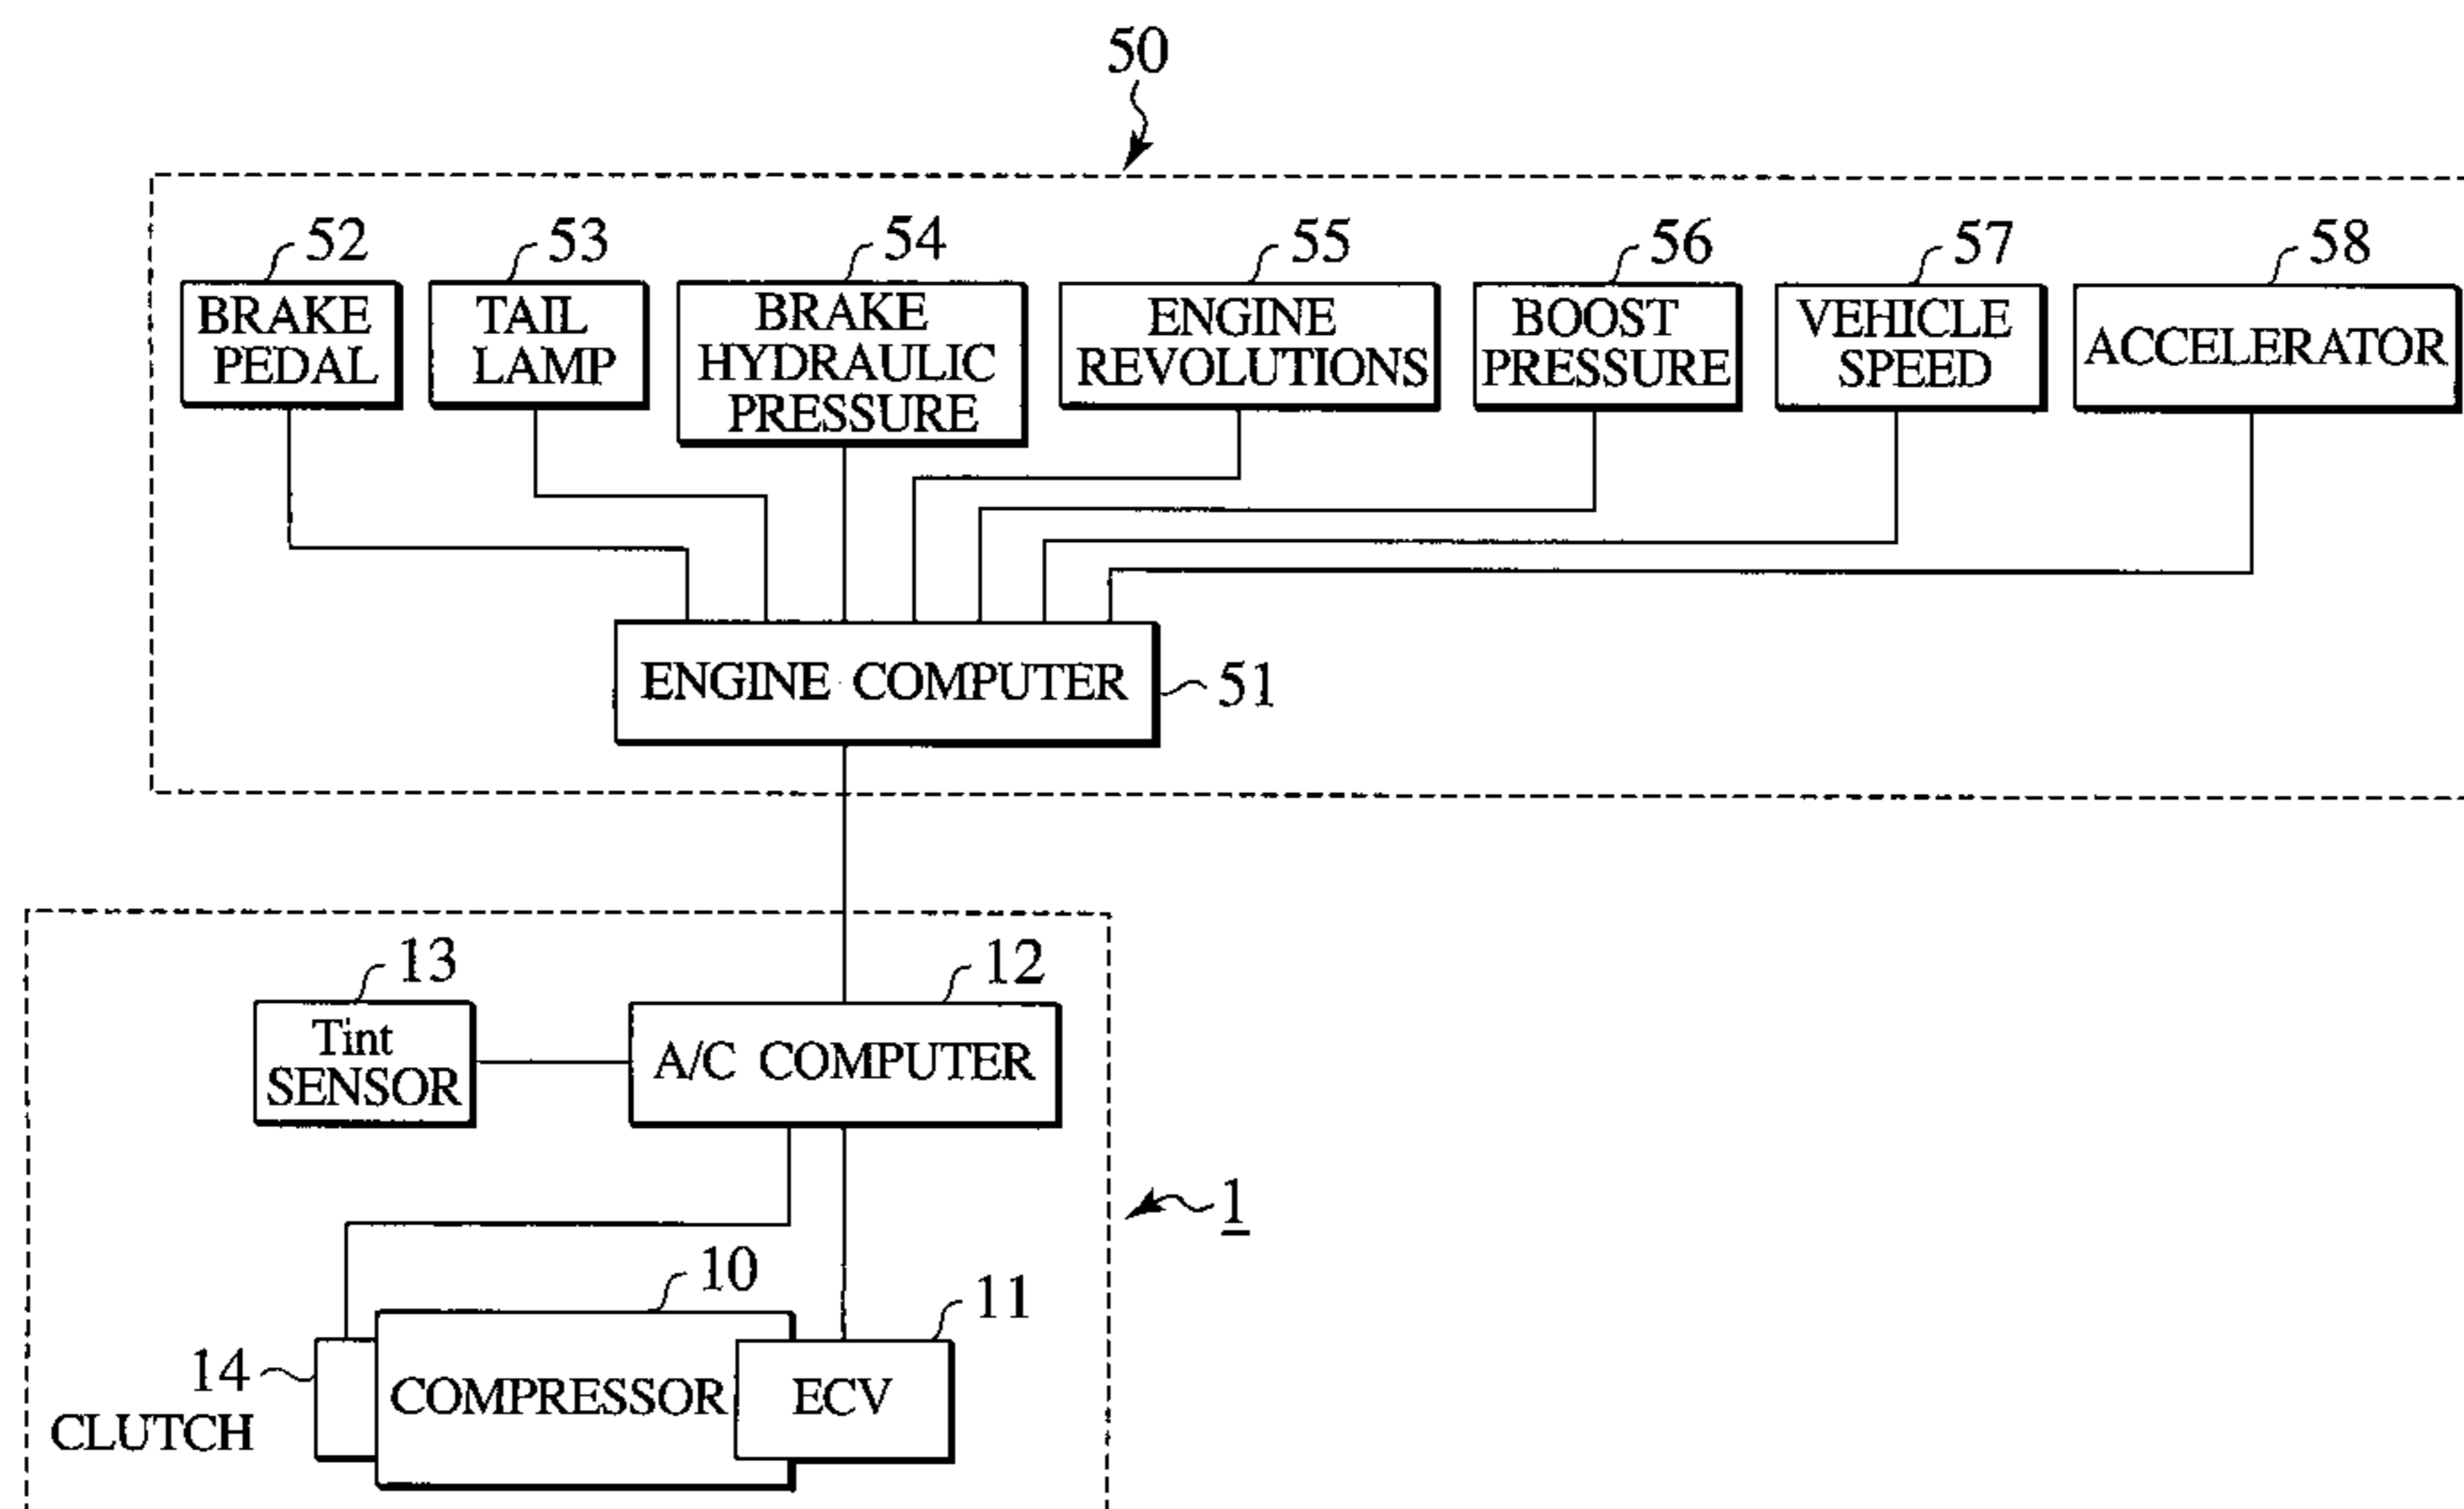 50
52
53
54
55
56
57
58
BRAKE
PEDAL
TAIL
LAMP
BRAKE
HYDRAULIC
PRESSURE
ENGINE
REVOLUTIONS
BOOST
PRESSURE
VEHICLE
SPEED
ACCELERATOR
ENGINE COMPUTER
51
13
12
Tint
SENSOR
A/C COMPUTER
1
10
11
14
CLUTCH
COMPRESSOR
ECV